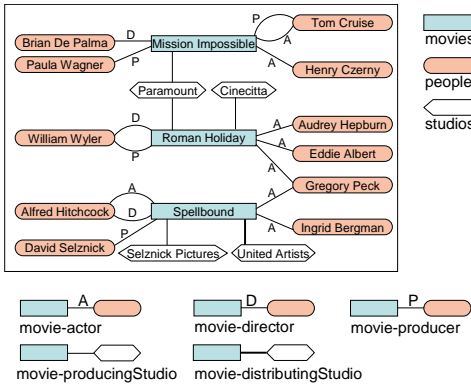 P
Tom Cruise
movies
Brian De Palma
D
Mission Impossible
A
Paula Wagner
P
A
Henry Czerny
people
Paramount
Cinecitta
studios
D
A
Audrey Hepburn
William Wyler
Roman Holiday
A
Eddie Albert
P
A
Gregory Peck
A
A
Alfred Hitchcock
D
Spellbound
P
A
Ingrid Bergman
David Selznick
Selznick Pictures
United Artists
A
D
P
movie-actor
movie-director
movie-producer
movie-producingStudio
movie-distributingStudio